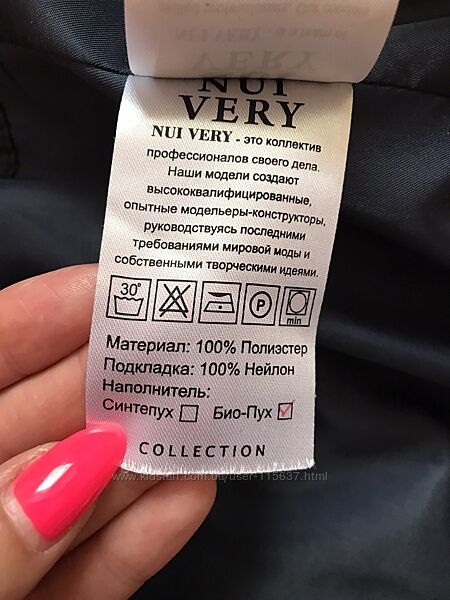 NUI
VERY
NUI VERY - это коллектив
профессионалов своего дела.
Наши модели создают
высококвалифицированные,
опытные модельеры-конструкторы,
руководствуясь последними
требованиями мировой моды и
собственными творческими идеями.
30°
P
min
Материал: 100% Полиэстер
Подкладка: 100% Нейлон
Наполнитель:
Синтепух Био-Пух
COLLECTION